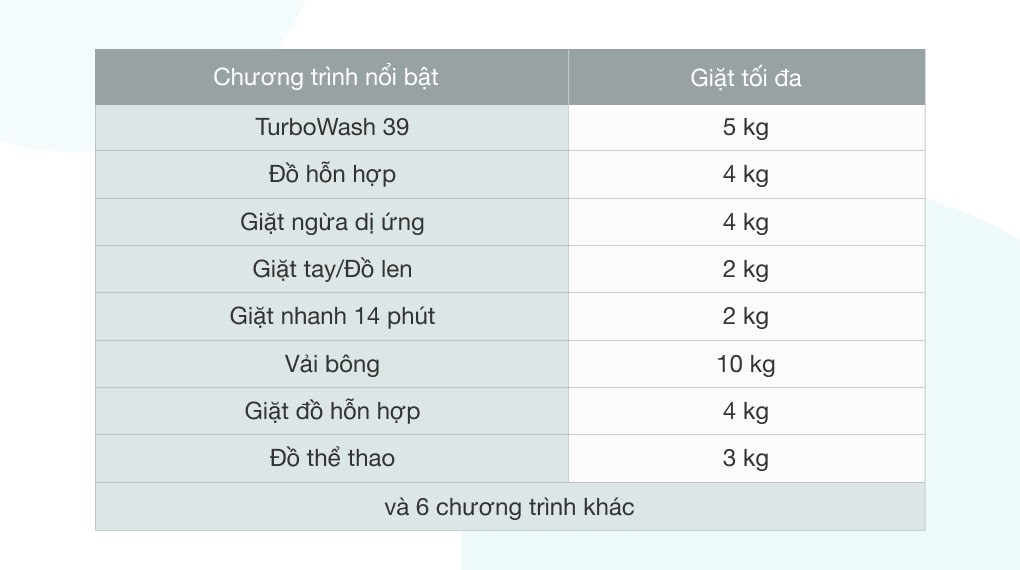 Chương trình nổi bật Giặt tối đa
TurboWash 39 5 kg
Đồ hỗn hợp 4 kg
Giặt ngừa dị ứng 4 kg
Giặt tay/Đồ len 2 kg
Giặt nhanh 14 phút 2 kg
Vải bông 10 kg
Giặt đồ hỗn hợp 4 kg
Đồ thể thao 3 kg
và 6 chương trình khác